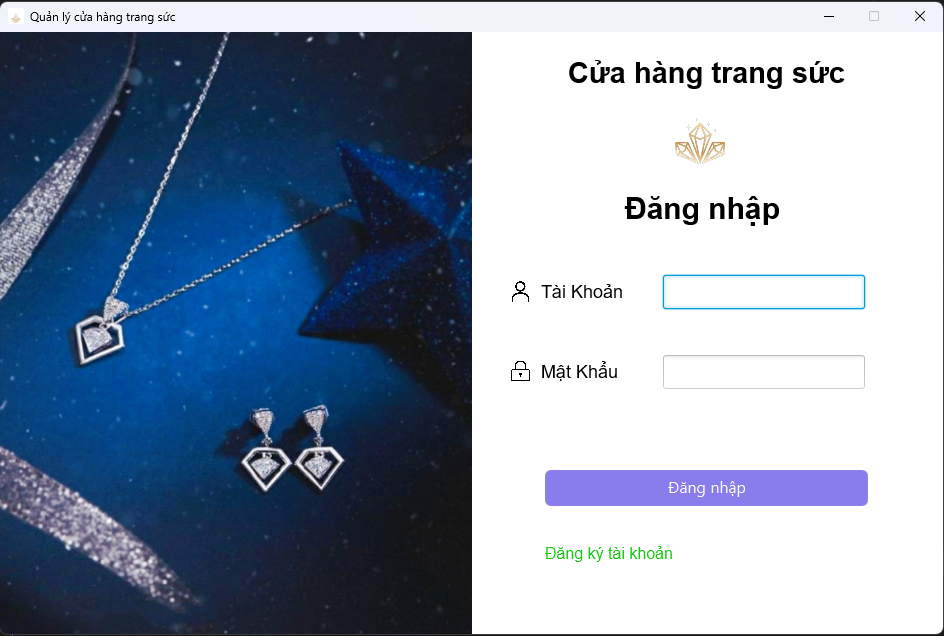 Quản lý cửa hàng trang sức
Cửa hàng trang sức
Đăng nhập
Tài Khoản
Mật Khẩu
Đăng nhập
Đăng ký tài khoản